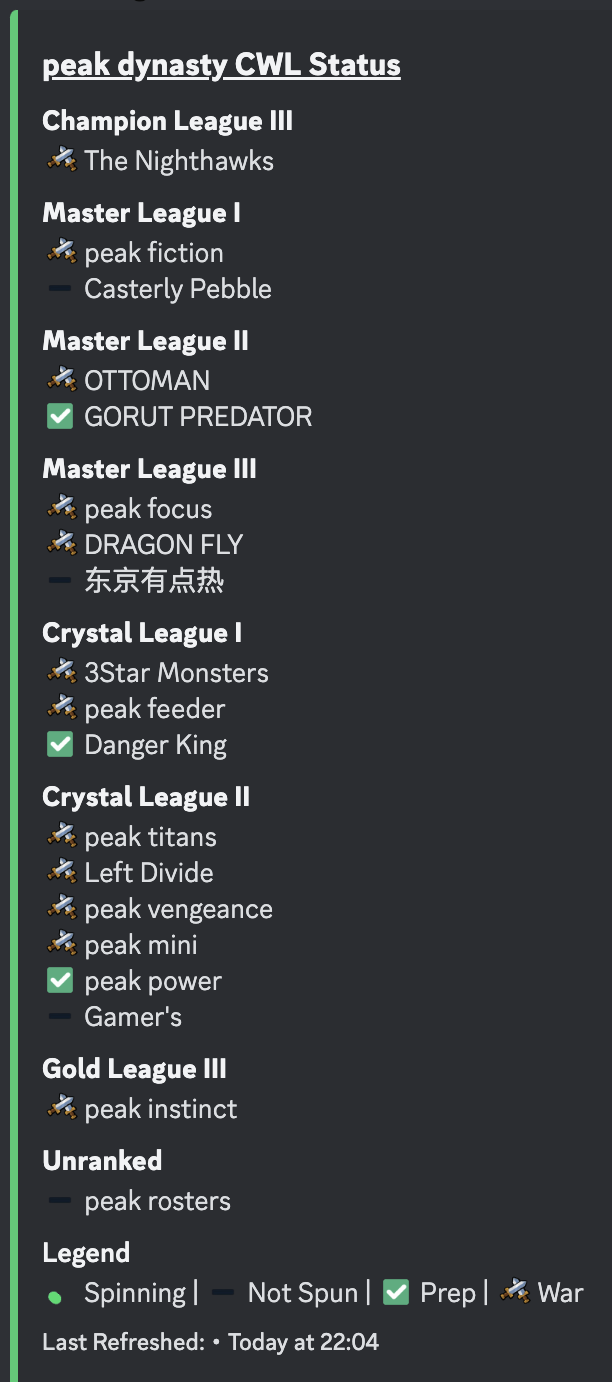 peak dynasty CWL Status
Champion League III
The Nighthawks
Master League I
peak fiction
Casterly Pebble
Master League II
OTTOMAN
GORUT PREDATOR
Master League III
peak focus
DRAGON FLY
东京有点热
Crystal League I
3Star Monsters
peak feeder
Danger King
Crystal League II
peak titans
Left Divide
peak vengeance
peak mini
peak power
Gamer's
Gold League III
peak instinct
Unranked
peak rosters
Legend
Spinning | Not Spun | Prep | War
Last Refreshed: • Today at 22:04